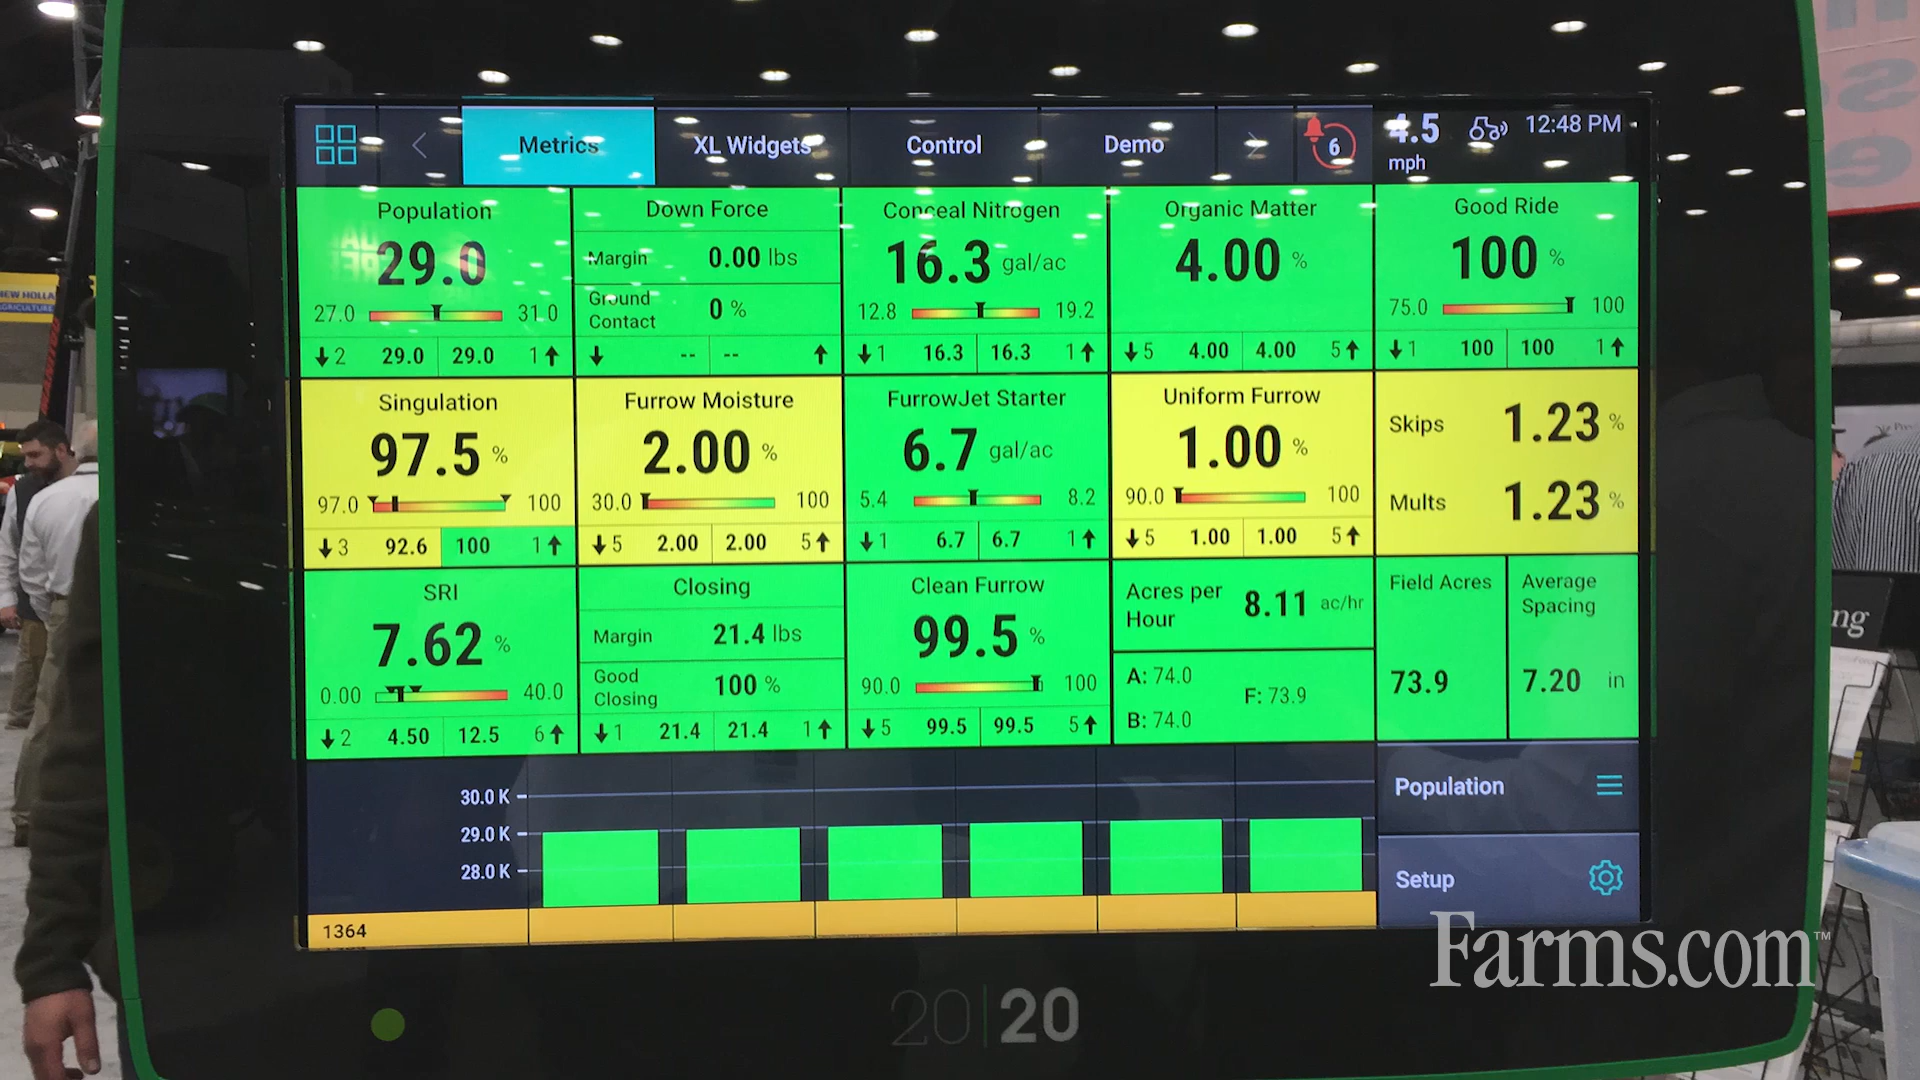 Metrics
XL Widgets
Control
Demo
6
4.5 mph
12:48 PM
Population
29.0
27.0 31.0
2 29.0 29.0 1
Down Force
Margin 0.00 lbs
Ground Contact 0 %
-- --
Conceal Nitrogen
16.3 gal/ac
12.8 19.2
1 16.3 16.3 1
Organic Matter
4.00 %
5 4.00 4.00 5
Good Ride
100 %
75.0 100
1 100 100 1
Singulation
97.5 %
97.0 100
3 92.6 100 1
Furrow Moisture
2.00 %
30.0 100
5 2.00 2.00 5
FurrowJet Starter
6.7 gal/ac
5.4 8.2
1 6.7 6.7 1
Uniform Furrow
1.00 %
90.0 100
5 1.00 1.00 5
Skips 1.23 %
Mults 1.23 %
SRI
7.62 %
0.00 40.0
2 4.50 12.5 6
Closing
Margin 21.4 lbs
Good Closing 100 %
1 21.4 21.4 1
Clean Furrow
99.5 %
90.0 100
5 99.5 99.5 5
Acres per Hour 8.11 ac/hr
A: 74.0
F: 73.9
B: 74.0
Field Acres
73.9
Average Spacing
7.20 in
30.0 K
29.0 K
28.0 K
1364
Population
Setup
20|20
Farms.com™
NEW HOLLA
AGRICULTURE
ng